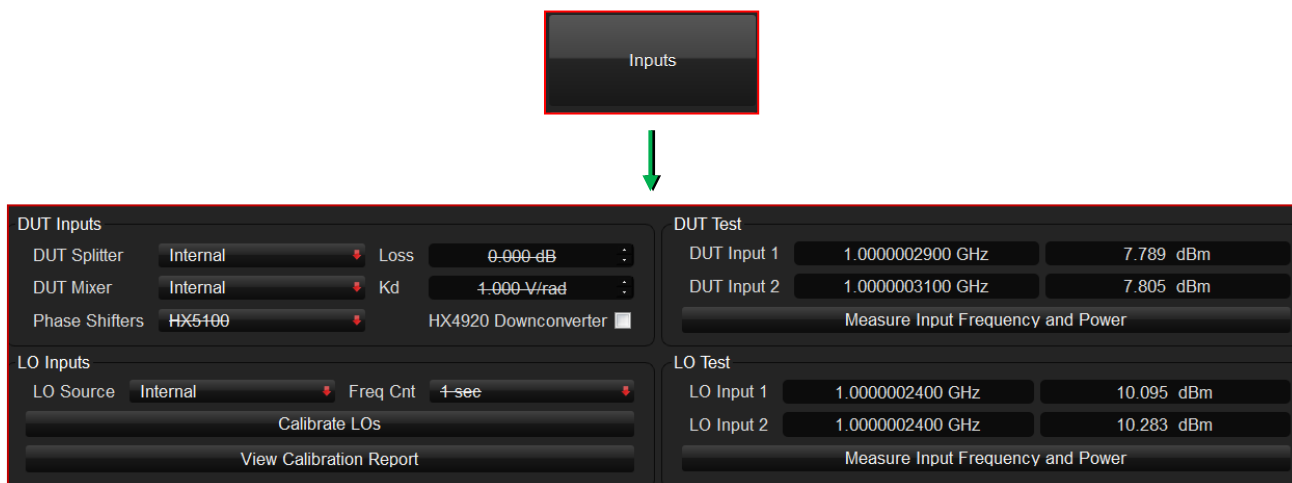 Inputs
DUT Inputs
DUT Splitter Internal Loss 0.000 dB
DUT Mixer Internal Kd 1.000 V/rad
Phase Shifters HX5100 HX4920 Downconverter
LO Inputs
LO Source Internal Freq Cnt 1 sec
Calibrate LOs
View Calibration Report
DUT Test
DUT Input 1 1.0000002900 GHz 7.789 dBm
DUT Input 2 1.0000003100 GHz 7.805 dBm
Measure Input Frequency and Power
LO Test
LO Input 1 1.0000002400 GHz 10.095 dBm
LO Input 2 1.0000002400 GHz 10.283 dBm
Measure Input Frequency and Power